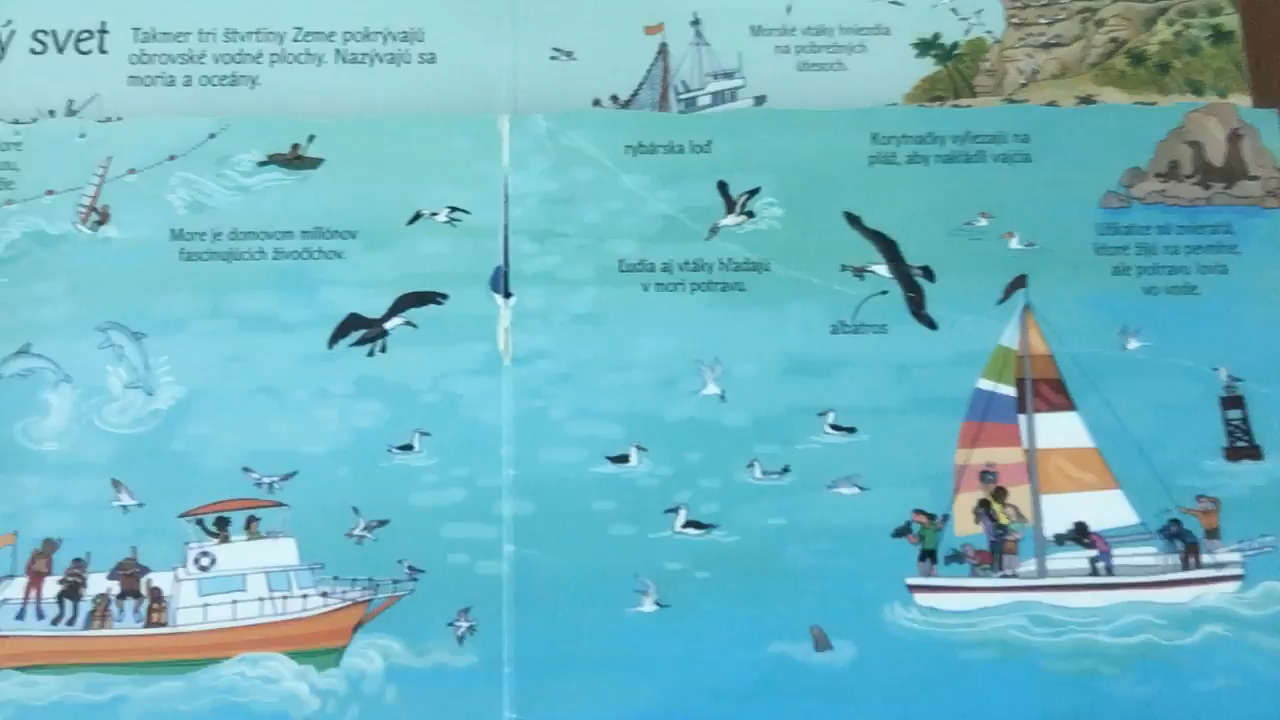 ý svet
Takmer tri štvrtiny Zeme pokrývajú
obrovské vodné plochy. Nazývajú sa
moria a oceány.
Morské vtáky hniezdia
na pobrežných
útesoch.
rybárska loď
Korytnačky vyliezajú na
pláž, aby nakládli vajcia.
More je domovom miliónov
fascinujúcich živočíchov.
Ľudia aj vtáky hľadajú
v mori potravu.
albatros
Uškatce sú zvieratá,
ktoré žijú na pevnine,
ale potravu lovia
vo vode.